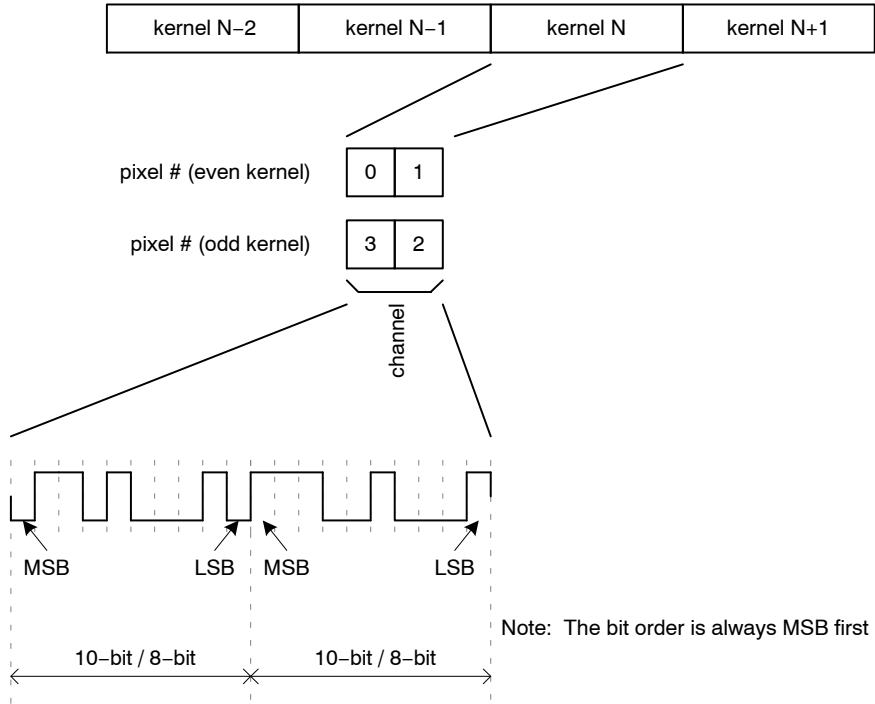 kernel N−2 kernel N−1 kernel N kernel N+1
pixel # (even kernel) 0 1
pixel # (odd kernel) 3 2
channel
MSB LSB MSB LSB
Note: The bit order is always MSB first
10−bit / 8−bit 10−bit / 8−bit